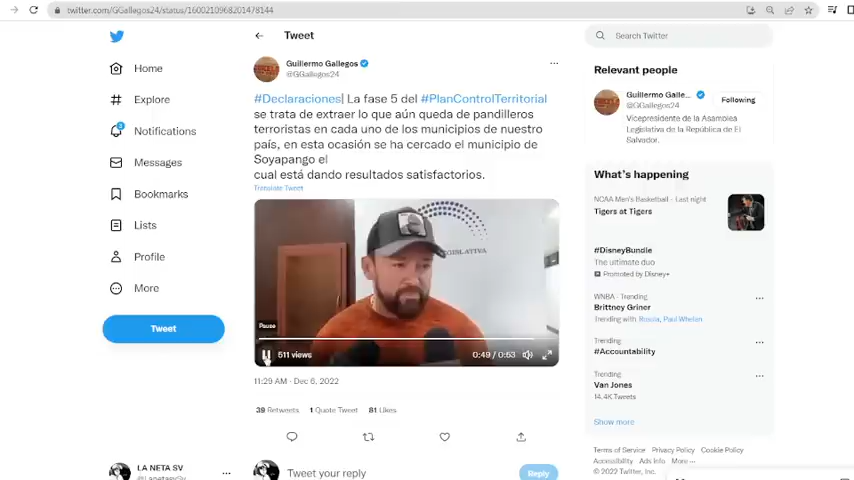 twitter.com/GGallegos24/status/1600210968201478144
Home
Explore
Notifications
Messages
Bookmarks
Lists
Profile
More
Tweet
LA NETA SV
Tweet
Guillermo Gallegos
@GGallegos24
#Declaraciones| La fase 5 del #PlanControlTerritorial
se trata de extraer lo que aún queda de pandilleros
terroristas en cada uno de los municipios de nuestro
país, en esta ocasión se ha cercado el municipio de
Soyapango el
cual está dando resultados satisfactorios.
Translate Tweet
GISLATIVA
Pause
511 views
0:49 / 0:53
11:29 AM · Dec 6, 2022
39 Retweets 1 Quote Tweet 81 Likes
Tweet your reply
Reply
Search Twitter
Relevant people
Guillermo Galle...
@GGallegos24
Following
Vicepresidente de la Asamblea
Legislativa de la República de El
Salvador.
What's happening
NCAA Men's Basketball · Last night
Tigers at Tigers
#DisneyBundle
The ultimate duo
Promoted by Disney+
WNBA · Trending
Brittney Griner
Trending with Russia, Paul Whelan
Trending
#Accountability
Trending
Van Jones
14.4K Tweets
Show more
Terms of Service Privacy Policy Cookie Policy
Accessibility Ads info More ···
© 2022 Twitter, Inc.